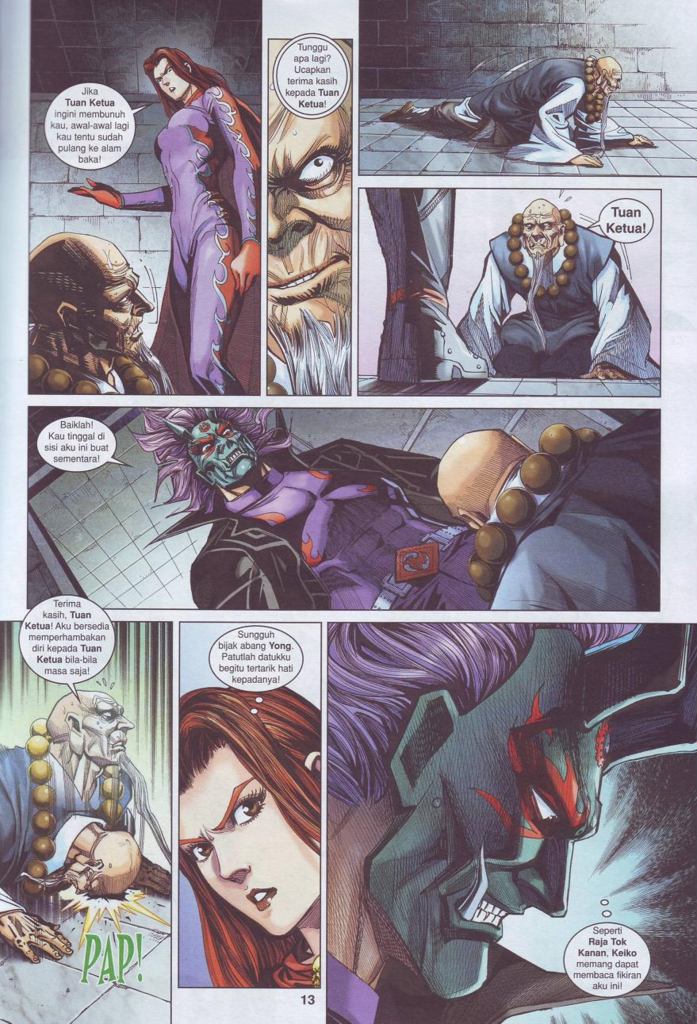 Jika
Tuan Ketua
ingini membunuh
kau, awal-awal lagi
kau tentu sudah
pulang ke alam
baka!
Tunggu
apa lagi?
Ucapkan
terima kasih
kepada Tuan
Ketua!
Tuan
Ketua!
Baiklah!
Kau tinggal di
sisi aku ini buat
sementara!
Terima
kasih, Tuan
Ketua! Aku bersedia
memperhambakan
diri kepada Tuan
Ketua bila-bila
masa saja!
PAP!
Sungguh
bijak abang Yong.
Patutlah datukku
begitu tertarik hati
kepadanya!
Seperti
Raja Tok
Kanan, Keiko
memang dapat
membaca fikiran
aku ini!
13